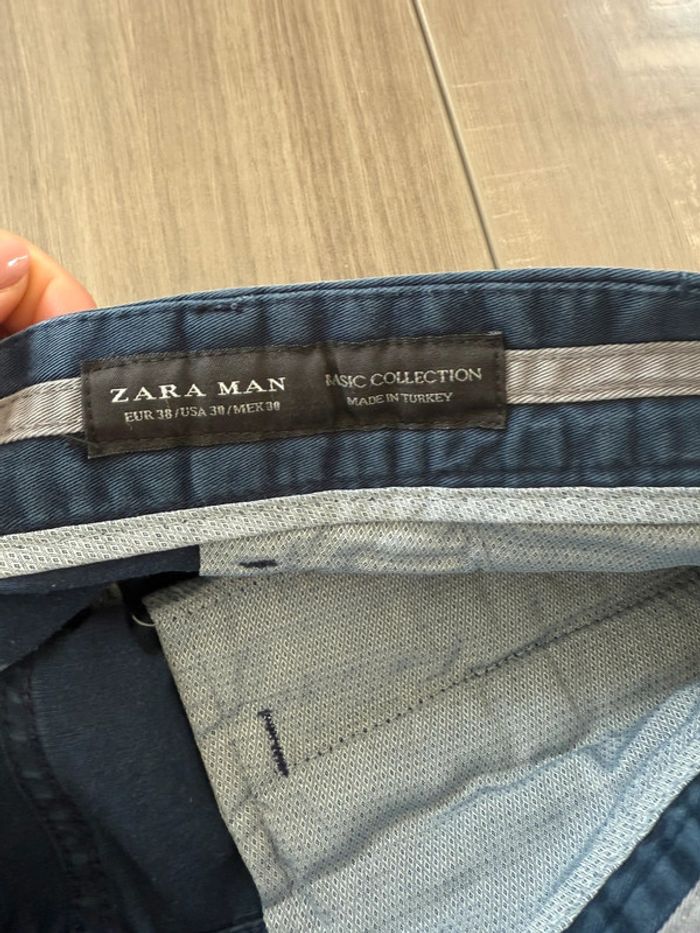 ZARA MAN
EUR 38/USA 30/MEX 30
BASIC COLLECTION
MADE IN TURKEY